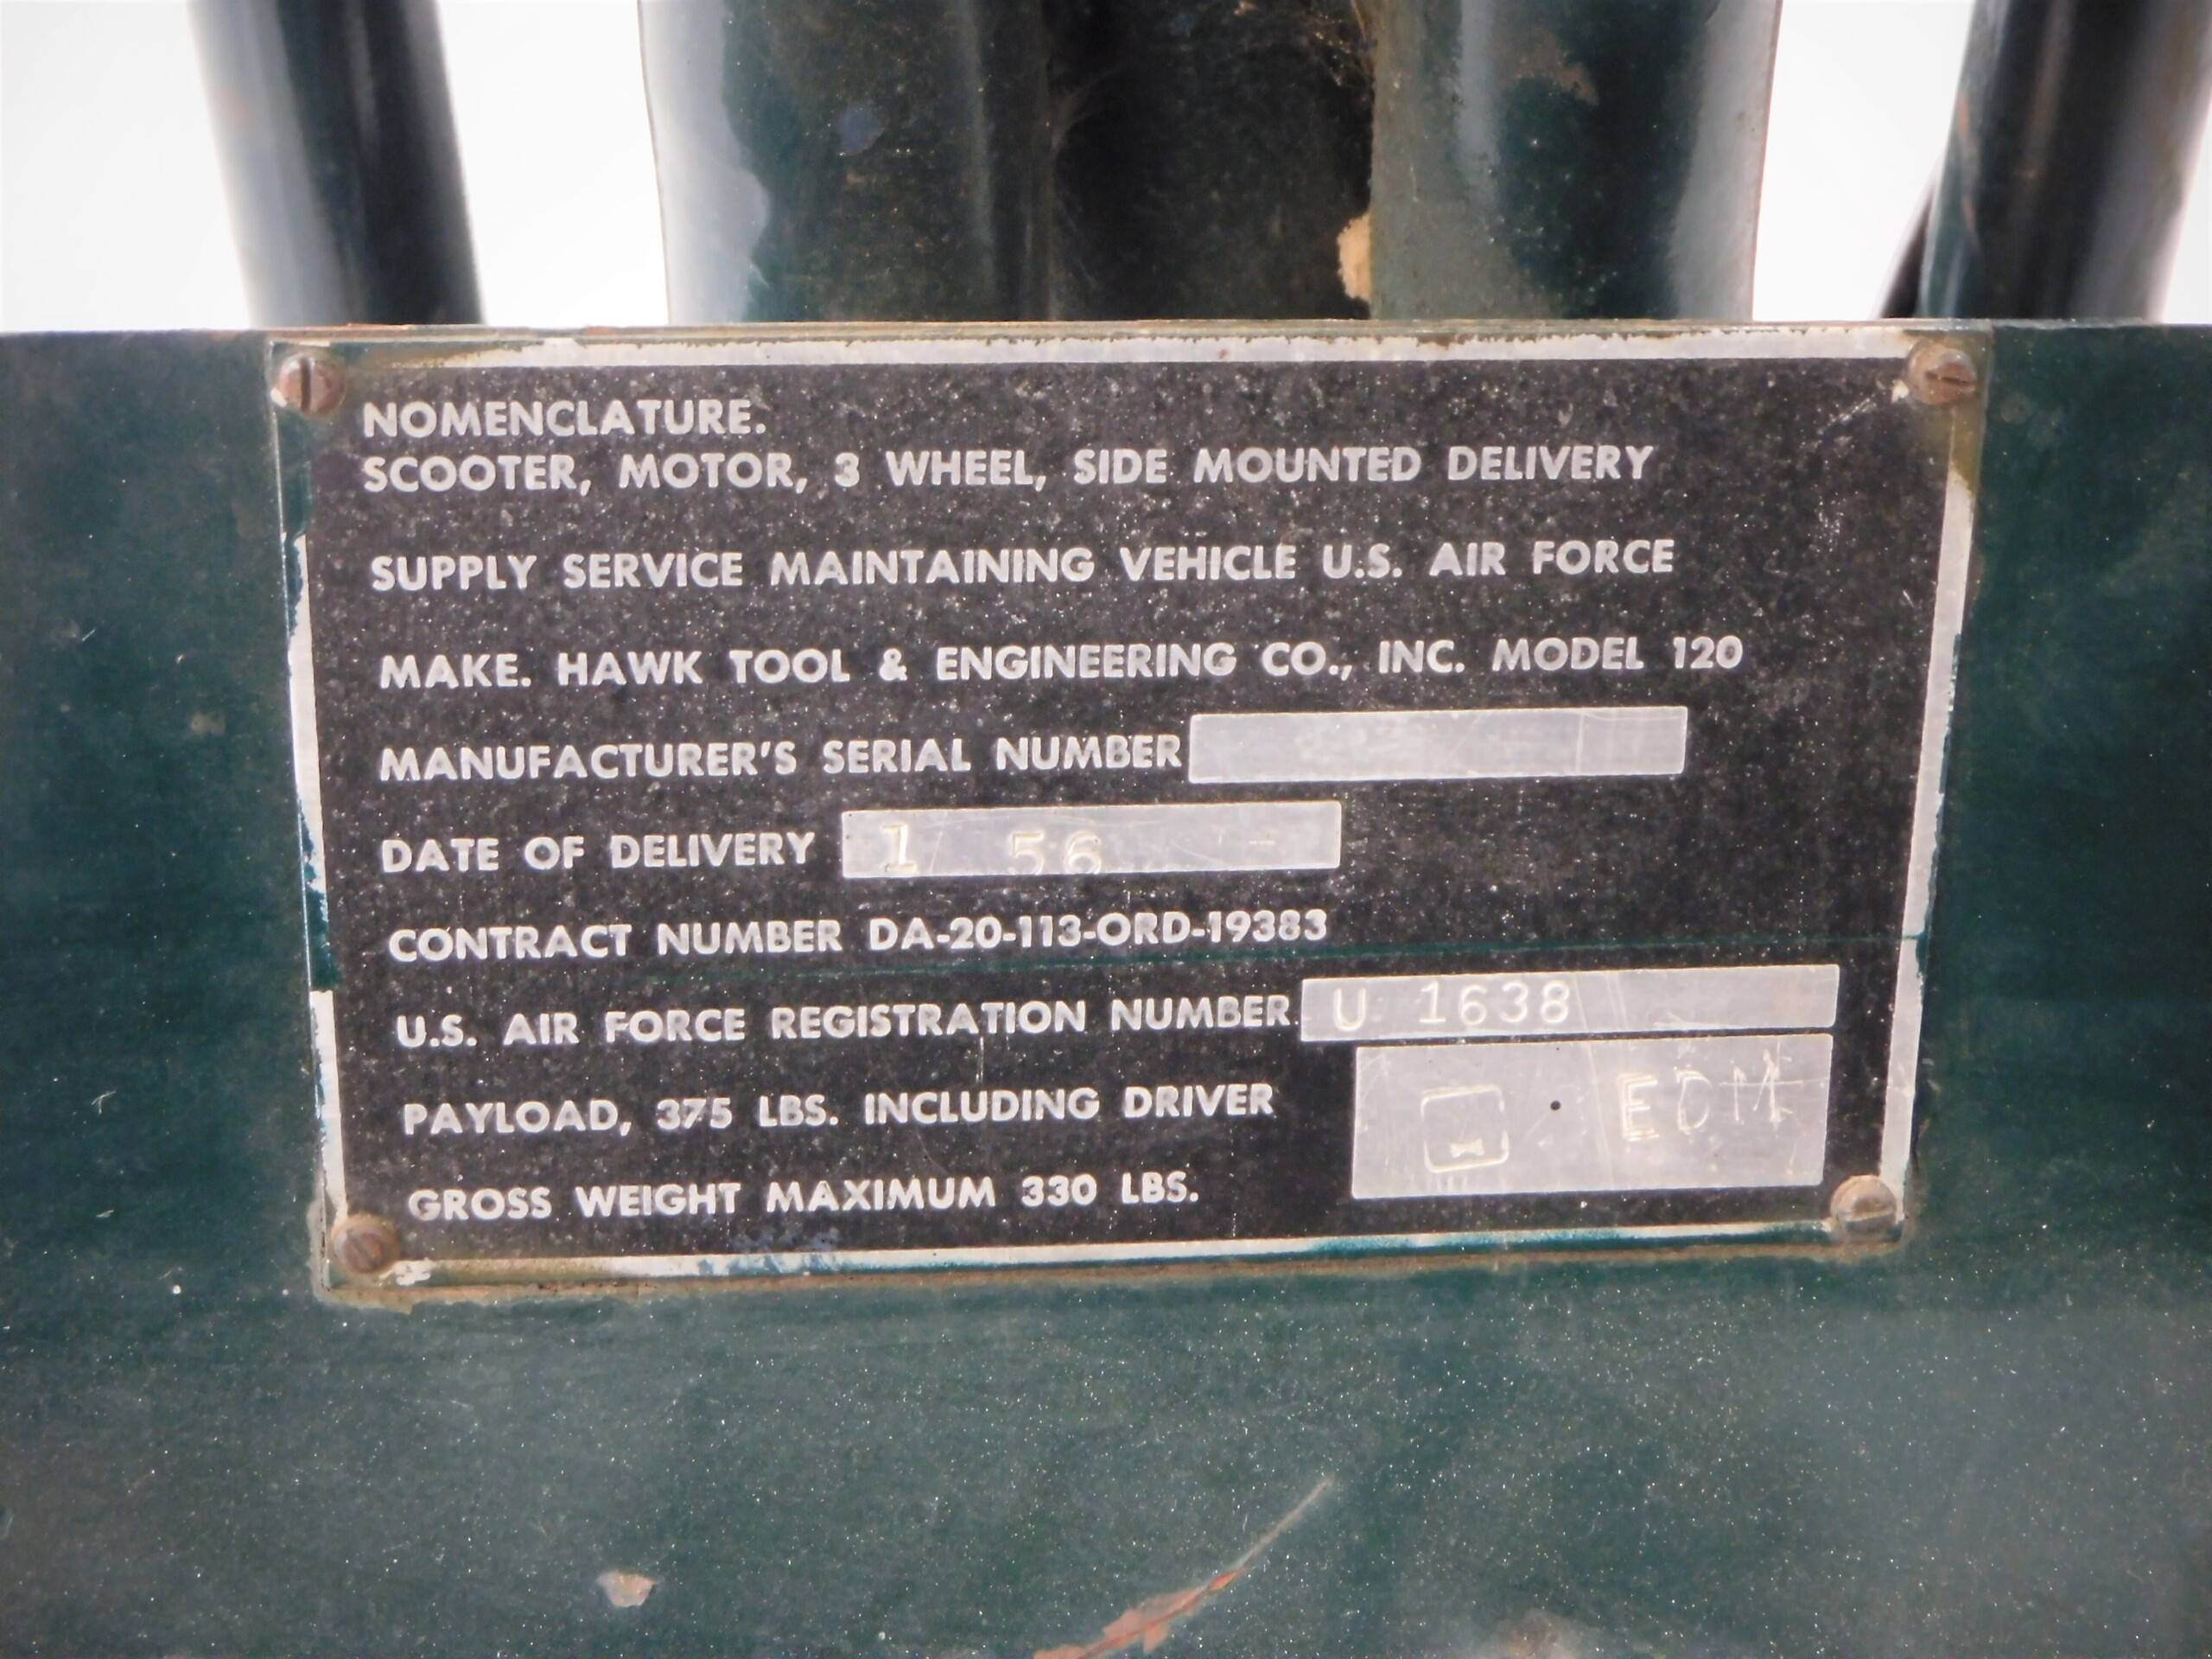 NOMENCLATURE.
SCOOTER, MOTOR, 3 WHEEL, SIDE MOUNTED DELIVERY
SUPPLY SERVICE MAINTAINING VEHICLE U.S. AIR FORCE
MAKE. HAWK TOOL & ENGINEERING CO., INC. MODEL 120
MANUFACTURER'S SERIAL NUMBER
DATE OF DELIVERY 1 56
CONTRACT NUMBER DA-20-113-ORD-19383
U.S. AIR FORCE REGISTRATION NUMBER U 1638
PAYLOAD, 375 LBS. INCLUDING DRIVER
GROSS WEIGHT MAXIMUM 330 LBS.